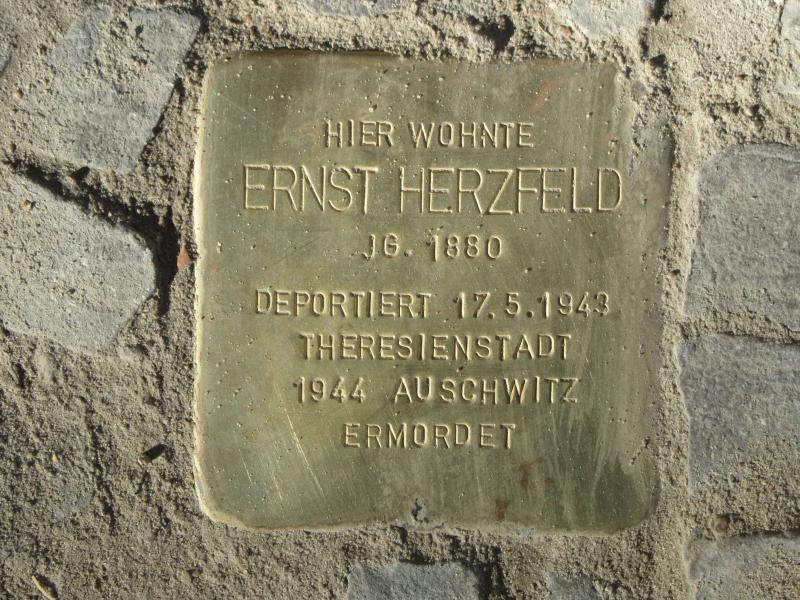 HIER WOHNTE
ERNST HERZFELD
JG. 1880
DEPORTIERT 17.5.1943
THERESIENSTADT
1944 AUSCHWITZ
ERMORDET